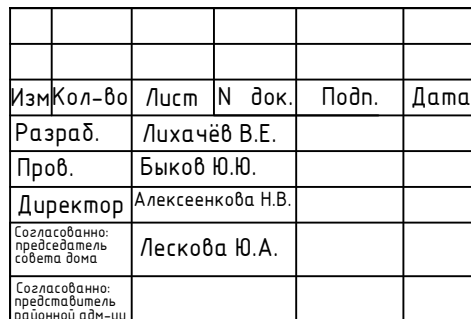 Изм Кол-во Лист N док. Подп. Дата
Разраб. Лихачёв В.Е.
Пров. Быков Ю.Ю.
Директор Алексеенкова Н.В.
Согласованно:
председатель
совета дома
Лескова Ю.А.
Согласованно:
представитель
районной адм-ии